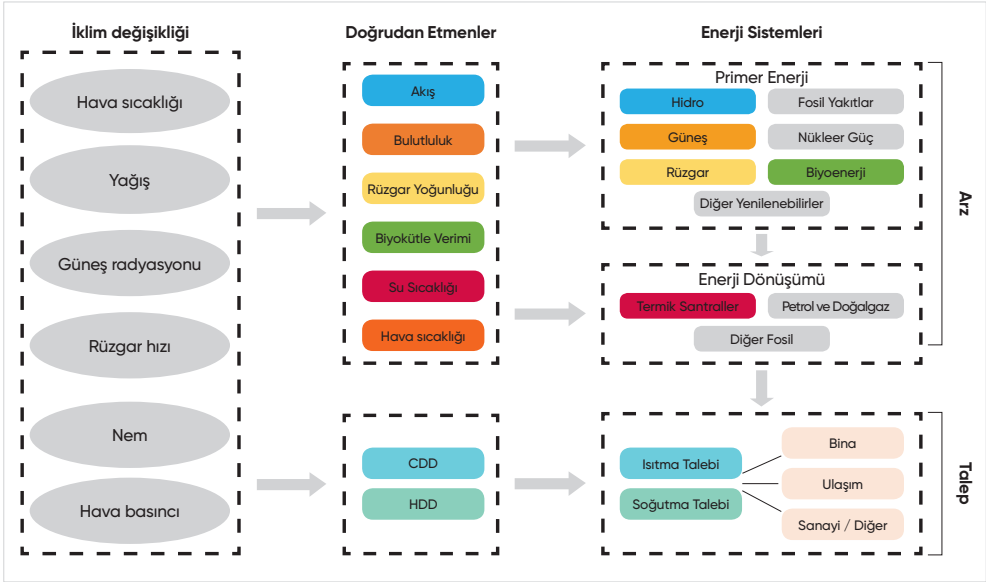 İklim değişikliği
Hava sıcaklığı
Yağış
Güneş radyasyonu
Rüzgar hızı
Nem
Hava basıncı
Doğrudan Etmenler
Akış
Bulutluluk
Rüzgar Yoğunluğu
Biyokütle Verimi
Su Sıcaklığı
Hava sıcaklığı
CDD
HDD
Enerji Sistemleri
Primer Enerji
Hidro
Fosil Yakıtlar
Güneş
Nükleer Güç
Rüzgar
Biyoenerji
Diğer Yenilenebilirler
Enerji Dönüşümü
Termik Santraller
Petrol ve Doğalgaz
Diğer Fosil
Arz
Isıtma Talebi
Soğutma Talebi
Bina
Ulaşım
Sanayi / Diğer
Talep